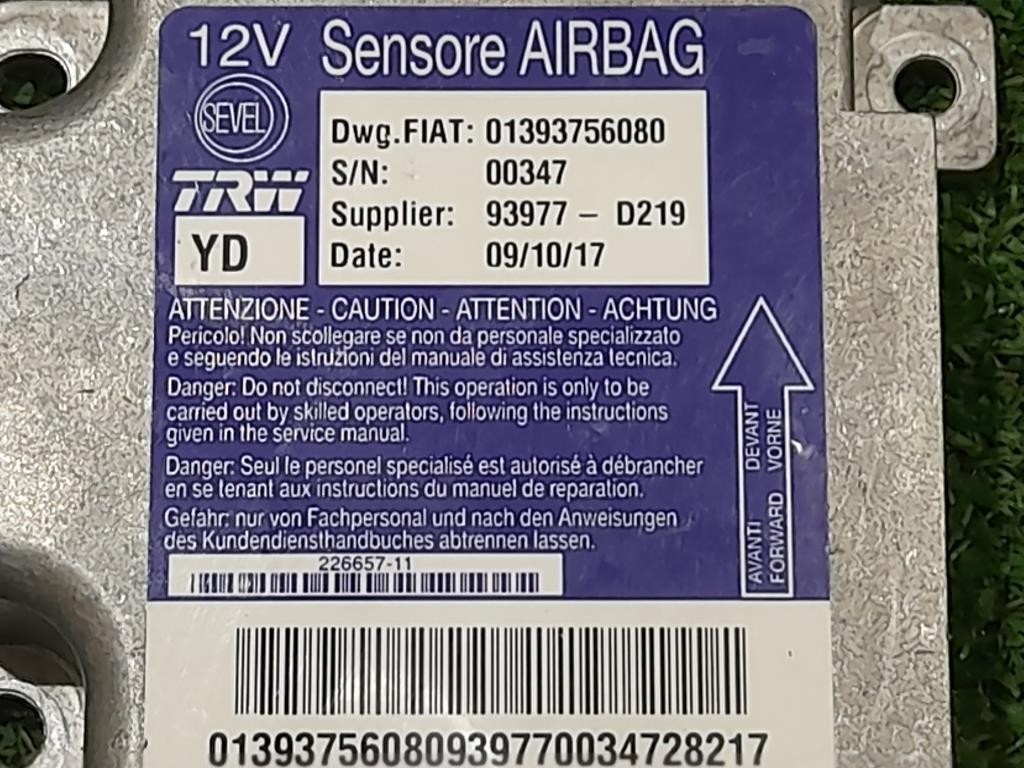 12V Sensore AIRBAG
SEVEL
TRW
YD
Dwg.FIAT: 01393756080
S/N: 00347
Supplier: 93977 - D219
Date: 09/10/17
ATTENZIONE - CAUTION - ATTENTION - ACHTUNG
Pericolo! Non scollegare se non da personale specializzato
e seguendo le istruzioni del manuale di assistenza tecnica.
Danger: Do not disconnect! This operation is only to be
carried out by skilled operators, following the instructions
given in the service manual.
Danger: Seul le personel specialisé est autorisé à débrancher
en se tenant aux instructions du manuel de reparation.
Gefahr: nur von Fachpersonal und nach den Anweisungen
des Kundendiensthandbuches abtrennen lassen.
AVANTI DEVANT
FORWARD VORNE
226657-11
0139375608093977003472821​7